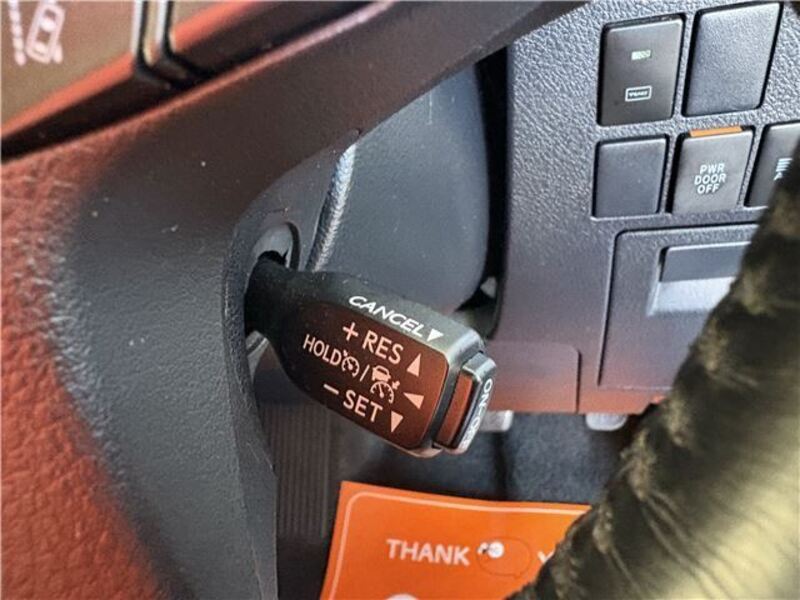 PWR
DOOR
OFF
CANCEL▼
+ RES ▲
HOLD / ◀
− SET ▼
ON-OFF
THANK